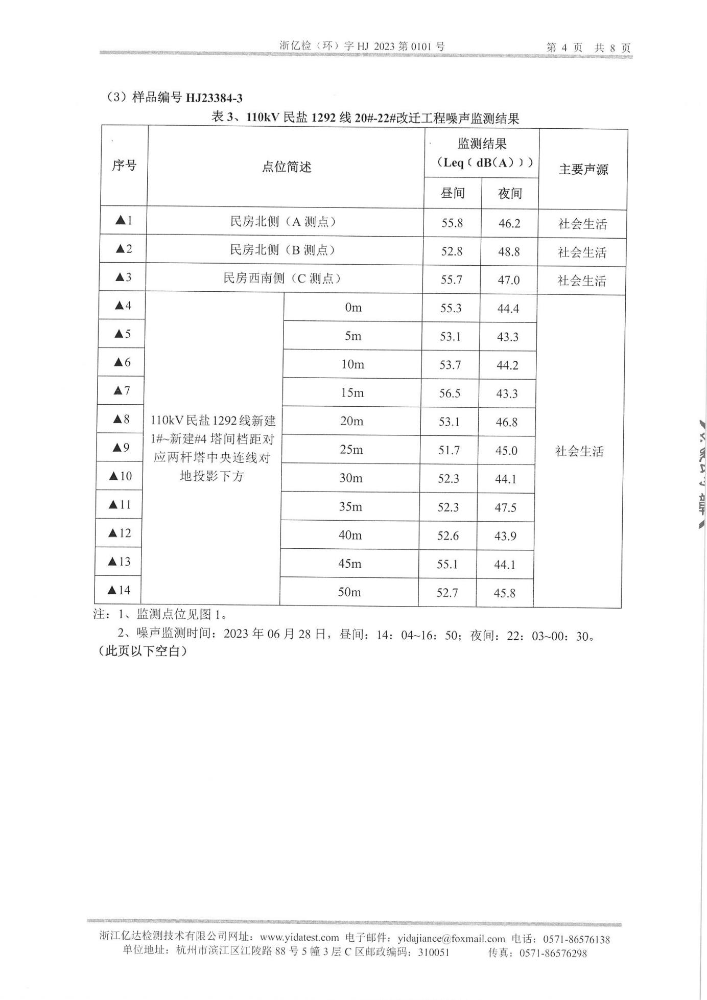 浙亿检（环）字 HJ 2023 第 0101 号
第 4 页 共 8 页
（3）样品编号 HJ23384-3
表 3、110kV 民盐 1292 线 20#-22#改迁工程噪声监测结果
序号 点位简述 监测结果 主要声源
（Leq（dB(A)））
昼间 夜间
▲1 民房北侧（A 测点） 55.8 46.2 社会生活
▲2 民房北侧（B 测点） 52.8 48.8 社会生活
▲3 民房西南侧（C 测点） 55.7 47.0 社会生活
▲4 0m 55.3 44.4
▲5 5m 53.1 43.3
▲6 10m 53.7 44.2
▲7 15m 56.5 43.3
▲8 20m 53.1 46.8
▲9 25m 51.7 45.0
▲10 30m 52.3 44.1
▲11 35m 52.3 47.5
▲12 40m 52.6 43.9
▲13 45m 55.1 44.1
▲14 50m 52.7 45.8
110kV民盐1292线新建
1#~新建#4 塔间档距对
应两杆塔中央连线对
地投影下方
社会生活
注：1、监测点位见图 1。
2、噪声监测时间：2023 年 06 月 28 日，昼间：14：04~16：50；夜间：22：03~00：30。
（此页以下空白）
浙江亿达检测技术有限公司网址：www.yidatest.com 电子邮件：yidajiance@foxmail.com 电话：0571-86576138
单位地址：杭州市滨江区江陵路 88 号 5 幢 3 层 C 区邮政编码：310051 传真：0571-86576298